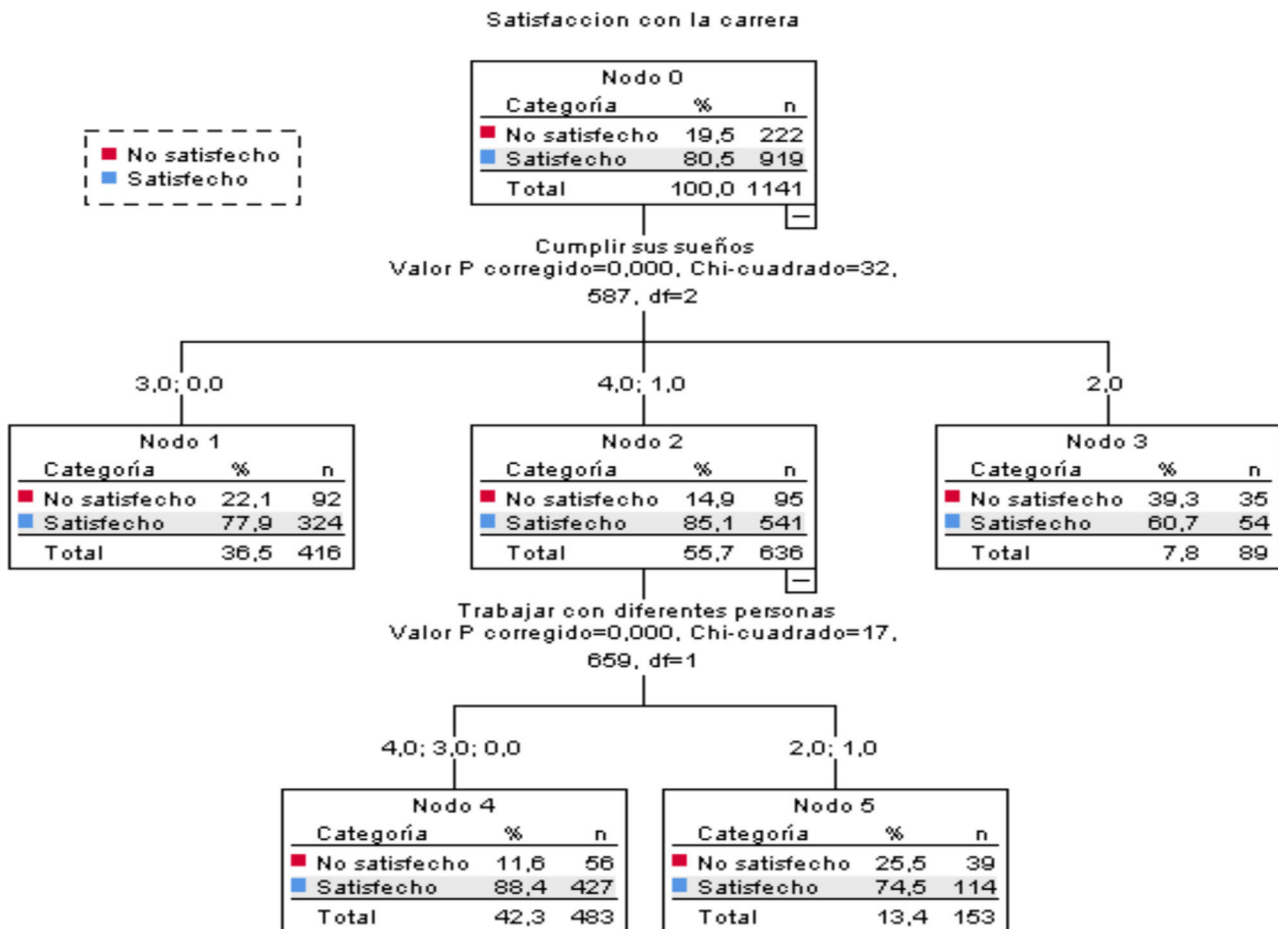 Satisfaccion con la carrera
Nodo 0
Categoría % n
No satisfecho 19,5 222
Satisfecho 80,5 919
Total 100,0 1141
No satisfecho
Satisfecho
Cumplir sus sueños
Valor P corregido=0,000, Chi-cuadrado=32,
587, df=2
3,0; 0,0
4,0; 1,0
2,0
Nodo 1
Categoría % n
No satisfecho 22,1 92
Satisfecho 77,9 324
Total 36,5 416
Nodo 2
Categoría % n
No satisfecho 14,9 95
Satisfecho 85,1 541
Total 55,7 636
Nodo 3
Categoría % n
No satisfecho 39,3 35
Satisfecho 60,7 54
Total 7,8 89
Trabajar con diferentes personas
Valor P corregido=0,000, Chi-cuadrado=17,
659, df=1
4,0; 3,0; 0,0
2,0; 1,0
Nodo 4
Categoría % n
No satisfecho 11,6 56
Satisfecho 88,4 427
Total 42,3 483
Nodo 5
Categoría % n
No satisfecho 25,5 39
Satisfecho 74,5 114
Total 13,4 153